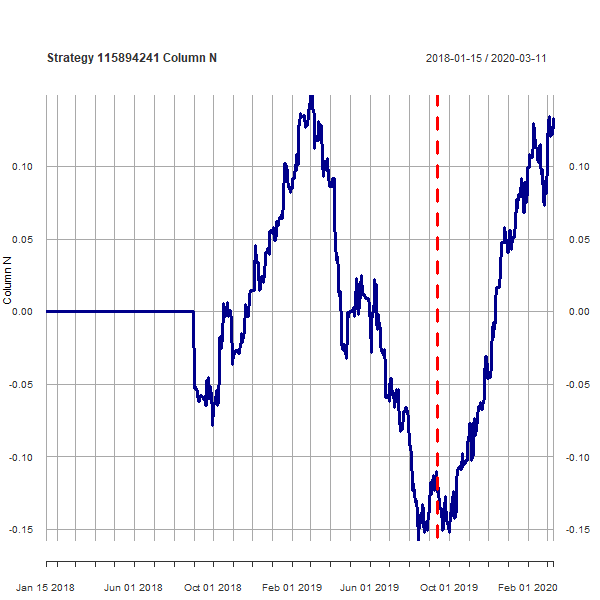 Strategy 115894241 Column N
2018-01-15 / 2020-03-11
Column N
0.10
0.05
0.00
-0.05
-0.10
-0.15
0.10
0.05
0.00
-0.05
-0.10
-0.15
Jan 15 2018
Jun 01 2018
Oct 01 2018
Feb 01 2019
Jun 01 2019
Oct 01 2019
Feb 01 2020